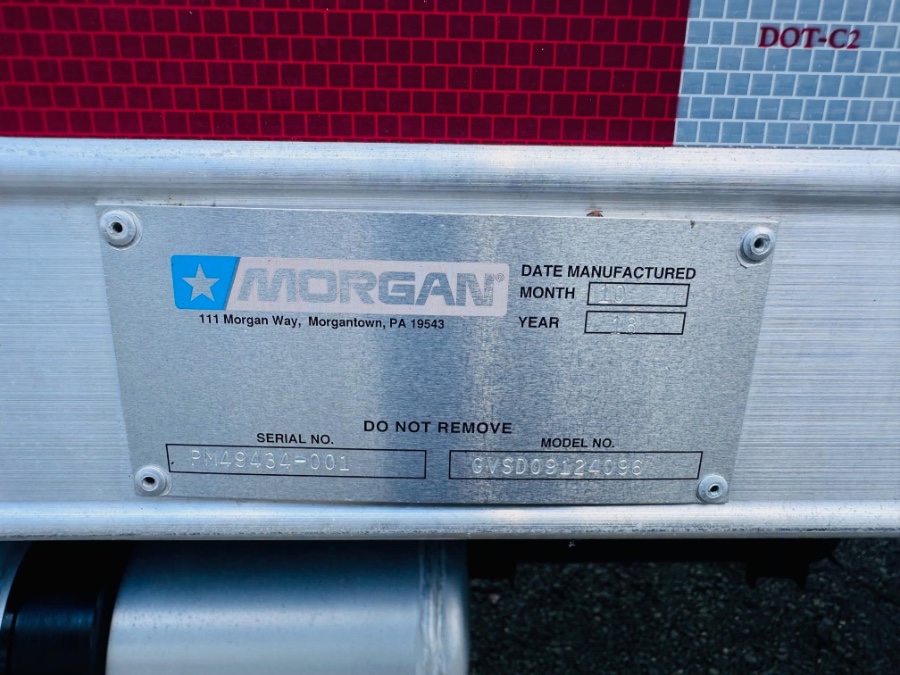 DOT-C2
MORGAN®
DATE MANUFACTURED
MONTH 10
YEAR
111 Morgan Way, Morgantown, PA 19543
DO NOT REMOVE
SERIAL NO.
PM49434-001
MODEL NO.
GVSD09124096